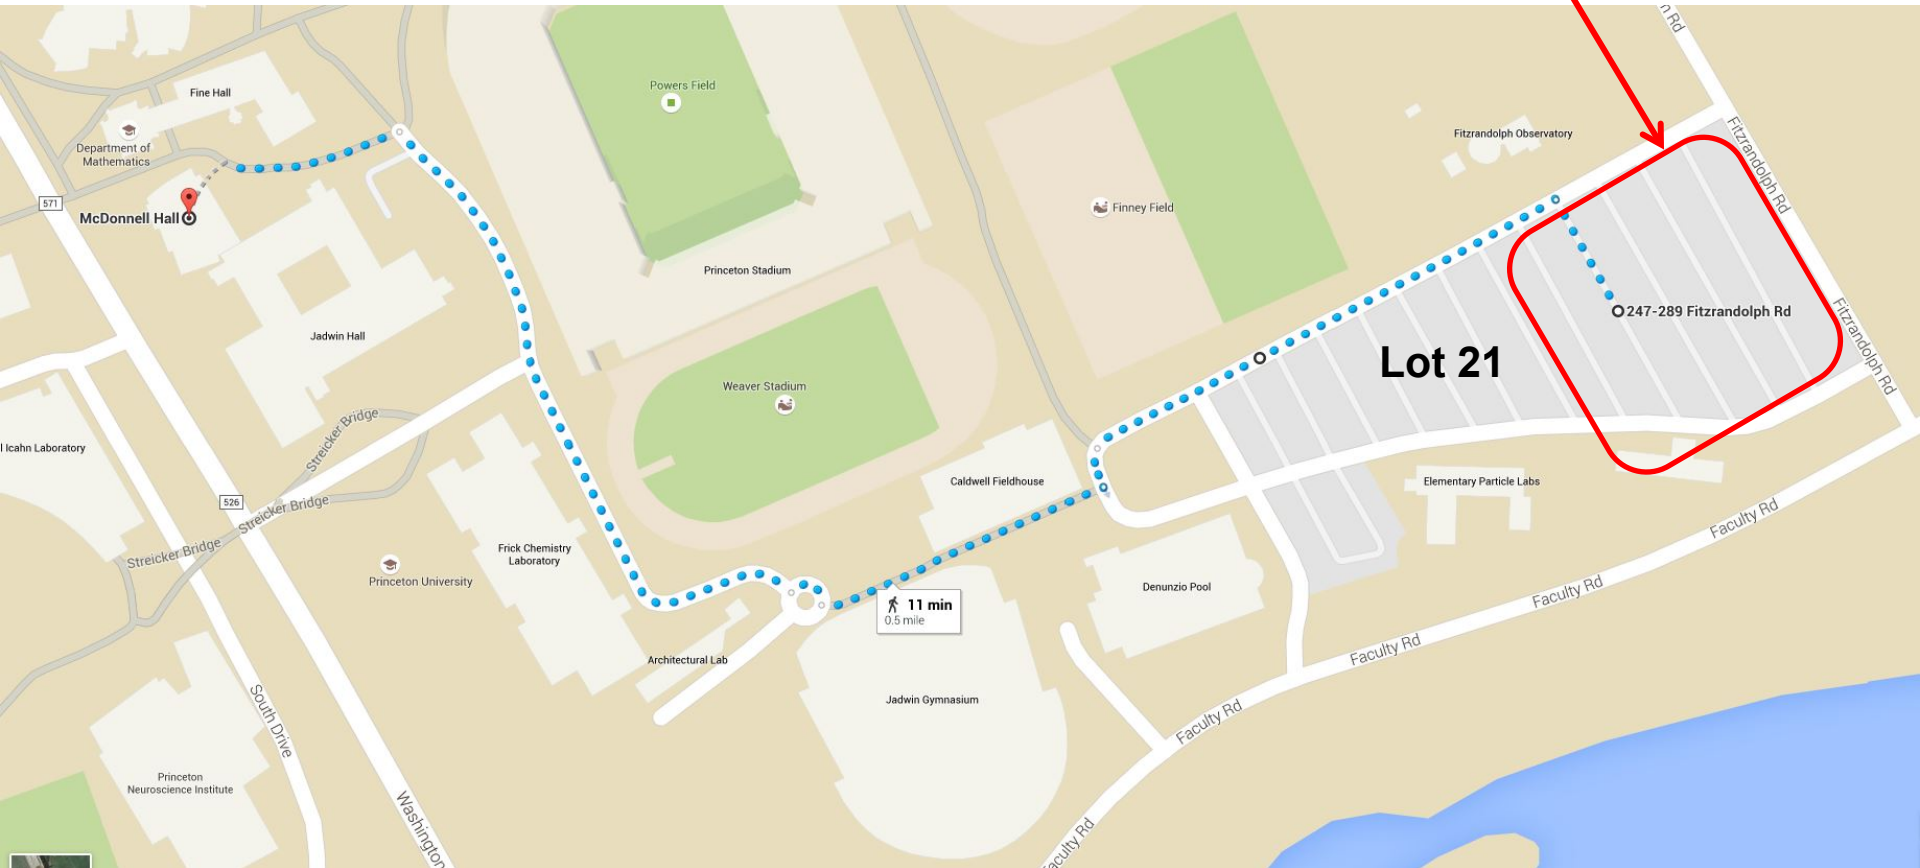 n Rd
Powers Field
Fine Hall
Department of
Mathematics
Fitzrandolph Observatory
Fitzrandolph Rd
571
McDonnell Hall
Finney Field
Princeton Stadium
247-289 Fitzrandolph Rd
Fitzrandolph Rd
Jadwin Hall
Lot 21
Weaver Stadium
Streicker Bridge
l Icahn Laboratory
Caldwell Fieldhouse
Elementary Particle Labs
526
Streicker Bridge
Faculty Rd
Streicker Bridge
Frick Chemistry
Laboratory
Princeton University
Denunzio Pool
Faculty Rd
11 min
0.5 mile
Faculty Rd
Architectural Lab
Jadwin Gymnasium
South Drive
Faculty Rd
Princeton
Neuroscience Institute
Washington
aculty Rd